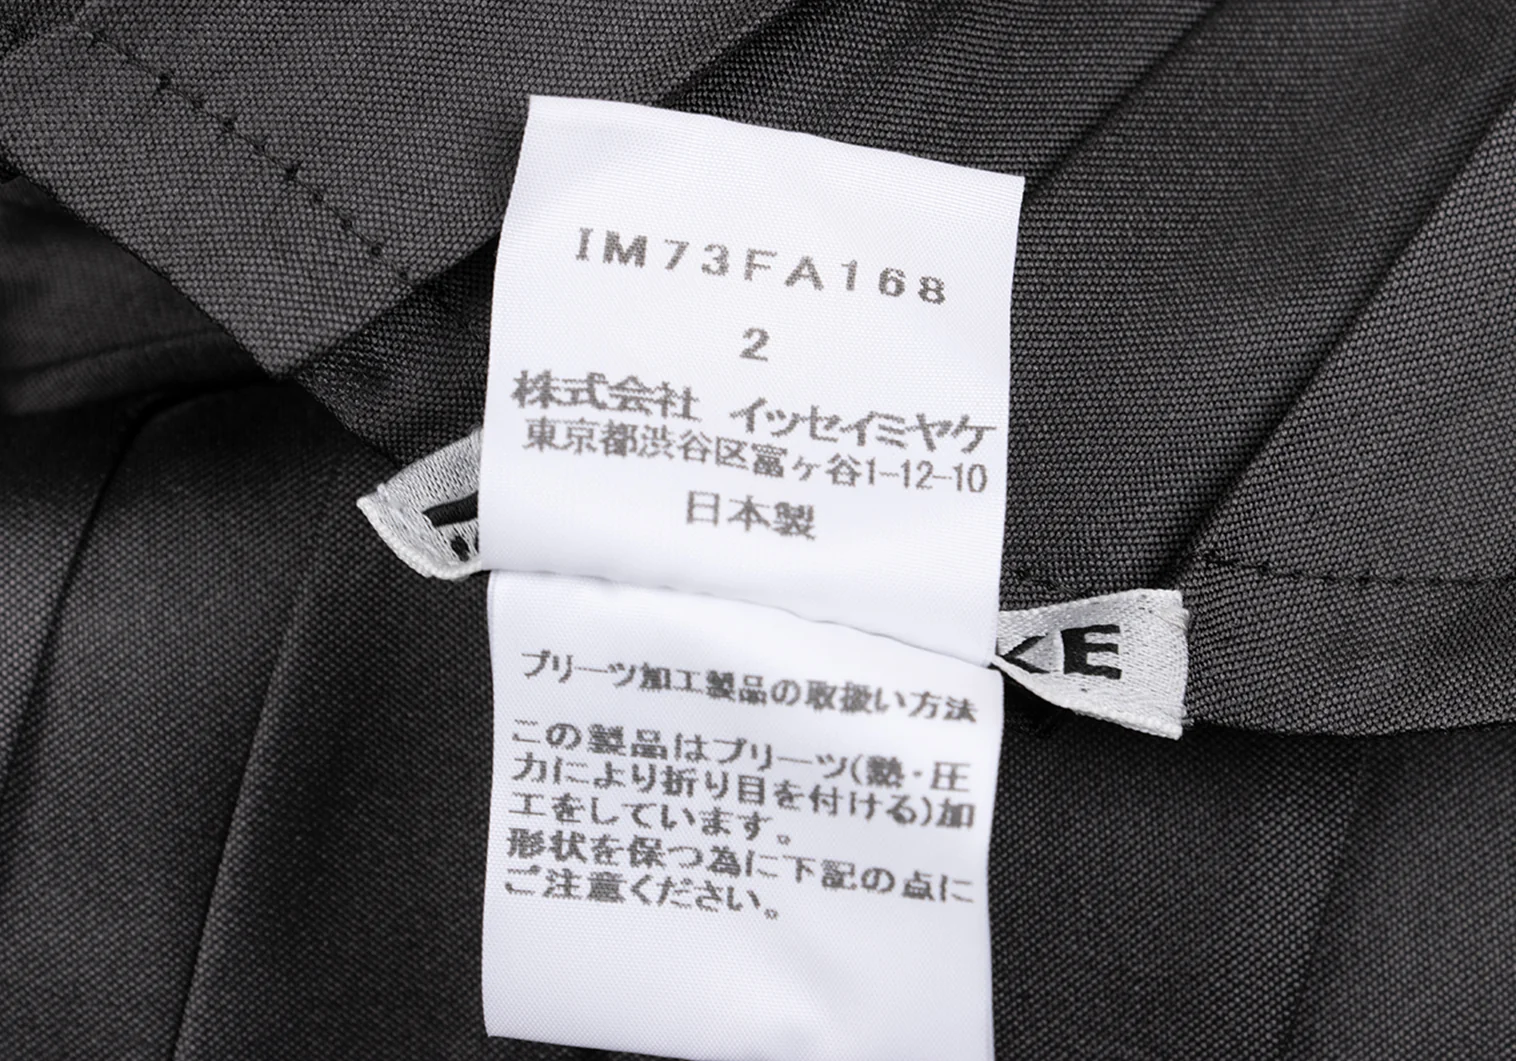 IM73FA168
2
株式会社 イッセイミヤケ
東京都渋谷区富ヶ谷1-12-10
日本製
KE
プリーツ加工製品の取扱い方法
この製品はプリーツ(熱・圧
力により折り目を付ける)加
工をしています。
形状を保つ為に下記の点に
ご注意ください。